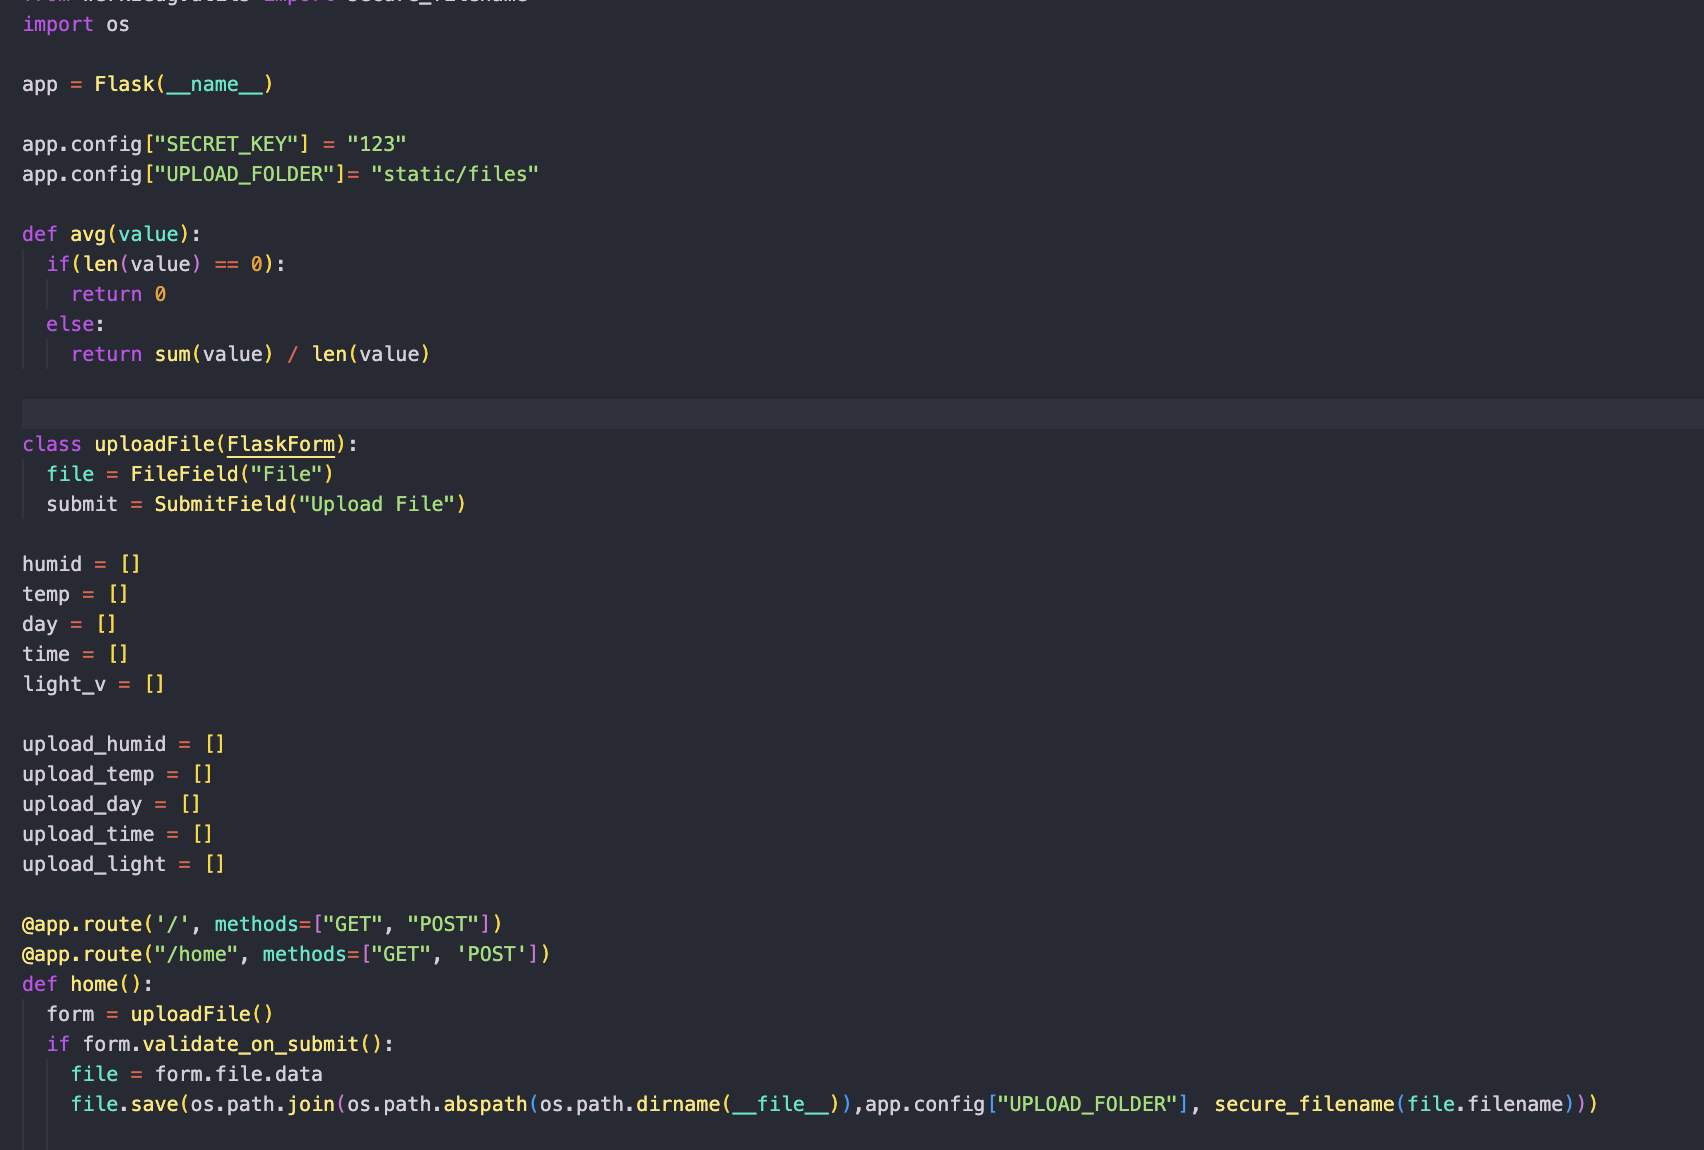 import os
app = Flask(__name__)
app.config["SECRET_KEY"] = "123"
app.config["UPLOAD_FOLDER"]= "static/files"
def avg(value):
  if(len(value) == 0):
    return 0
  else:
    return sum(value) / len(value)
class uploadFile(FlaskForm):
  file = FileField("File")
  submit = SubmitField("Upload File")
humid = []
temp = []
day = []
time = []
light_v = []
upload_humid = []
upload_temp = []
upload_day = []
upload_time = []
upload_light = []
@app.route('/', methods=["GET", "POST"])
@app.route("/home", methods=["GET", 'POST'])
def home():
  form = uploadFile()
  if form.validate_on_submit():
    file = form.file.data
    file.save(os.path.join(os.path.abspath(os.path.dirname(__file__)),app.config["UPLOAD_FOLDER"], secure_filename(file.filename)))